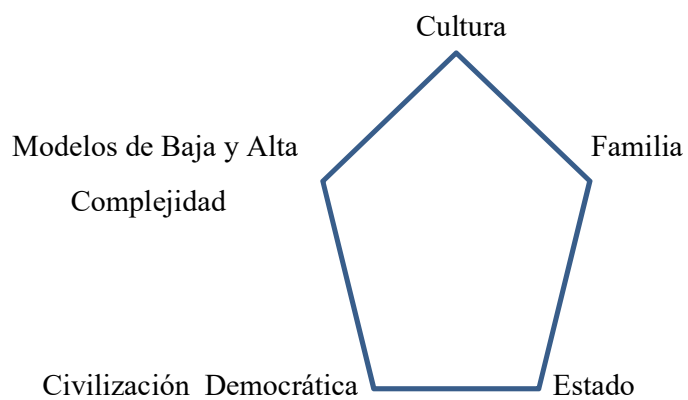 Cultura
Modelos de Baja y Alta
Complejidad
Familia
Civilización Democrática
Estado